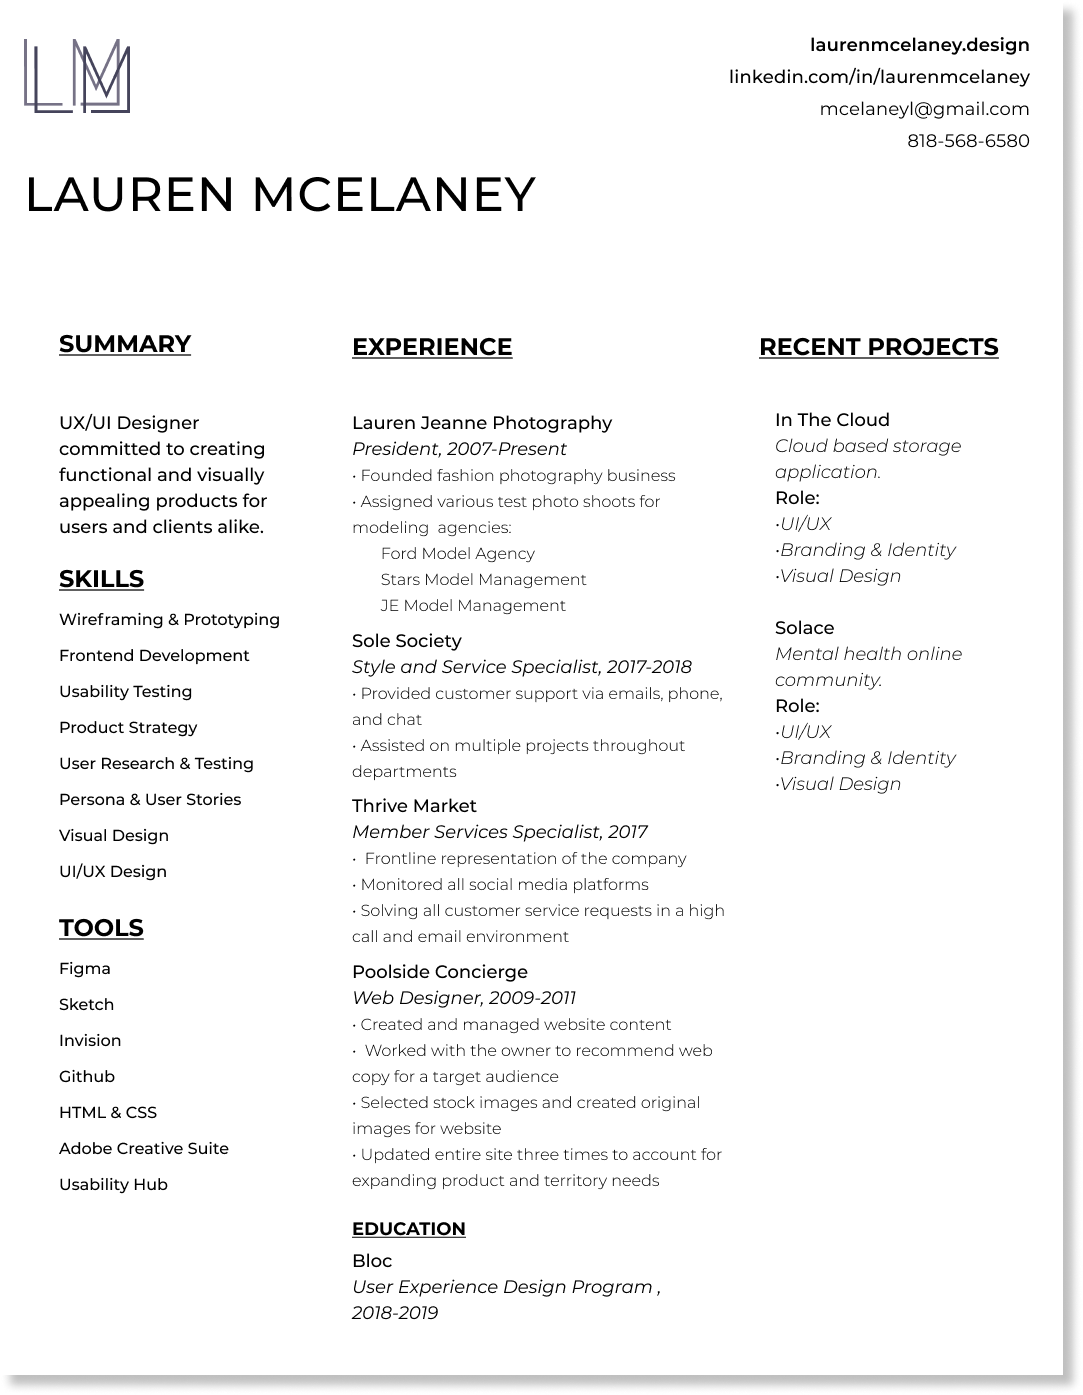 LM
laurenmcelaney.design
linkedin.com/in/laurenmcelaney
mcelaneyl@gmail.com
818-568-6580
LAUREN MCELANEY
SUMMARY
UX/UI Designer
committed to creating
functional and visually
appealing products for
users and clients alike.
SKILLS
Wireframing & Prototyping
Frontend Development
Usability Testing
Product Strategy
User Research & Testing
Persona & User Stories
Visual Design
UI/UX Design
TOOLS
Figma
Sketch
Invision
Github
HTML & CSS
Adobe Creative Suite
Usability Hub
EXPERIENCE
Lauren Jeanne Photography
President, 2007-Present
• Founded fashion photography business
• Assigned various test photo shoots for
modeling  agencies:
Ford Model Agency
Stars Model Management
JE Model Management
Sole Society
Style and Service Specialist, 2017-2018
• Provided customer support via emails, phone,
and chat
• Assisted on multiple projects throughout
departments
Thrive Market
Member Services Specialist, 2017
•  Frontline representation of the company
• Monitored all social media platforms
• Solving all customer service requests in a high
call and email environment
Poolside Concierge
Web Designer, 2009-2011
• Created and managed website content
•  Worked with the owner to recommend web
copy for a target audience
• Selected stock images and created original
images for website
• Updated entire site three times to account for
expanding product and territory needs
EDUCATION
Bloc
User Experience Design Program ,
2018-2019
RECENT PROJECTS
In The Cloud
Cloud based storage
application.
Role:
•UI/UX
•Branding & Identity
•Visual Design
Solace
Mental health online
community.
Role:
•UI/UX
•Branding & Identity
•Visual Design